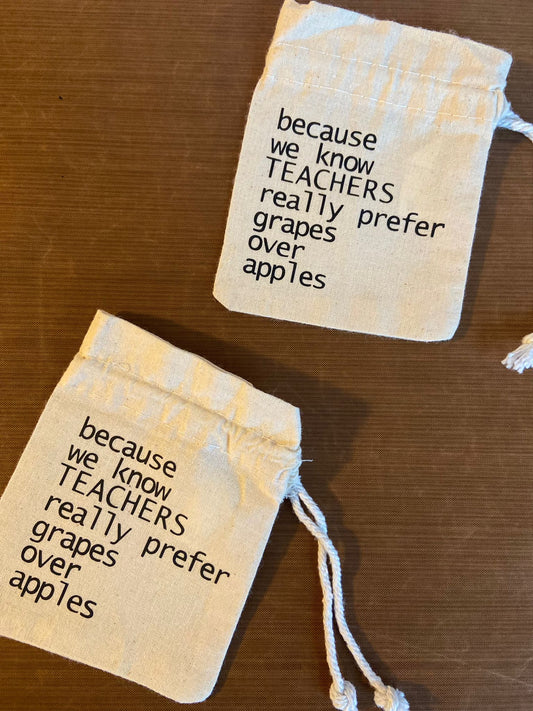 because
we know
TEACHERS
really prefer
grapes
over
apples
because
we know
TEACHERS
really prefer
grapes
over
apples